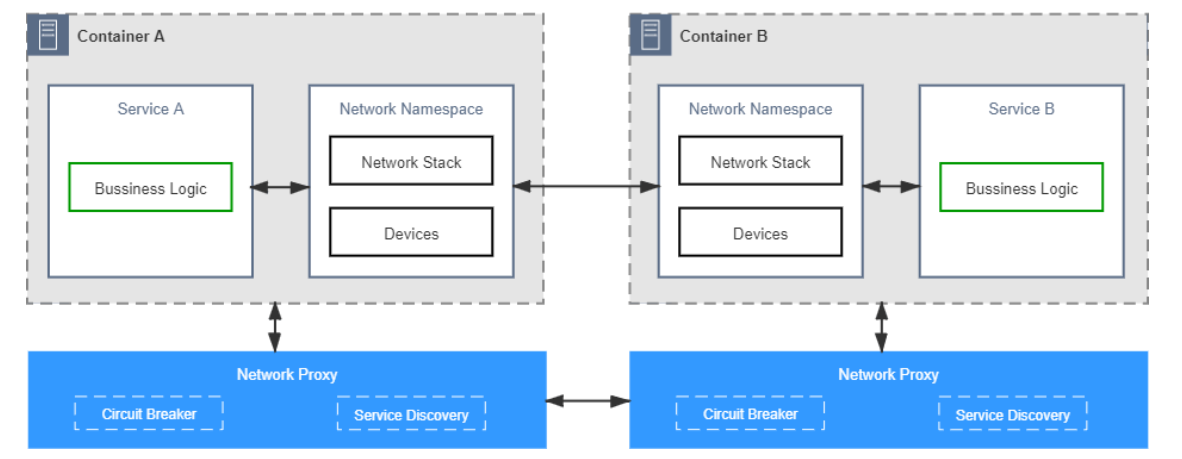 Container A
Service A
Bussiness Logic
Network Namespace
Network Stack
Devices
Container B
Network Namespace
Network Stack
Devices
Service B
Bussiness Logic
Network Proxy
Circuit Breaker
Service Discovery
Network Proxy
Circuit Breaker
Service Discovery